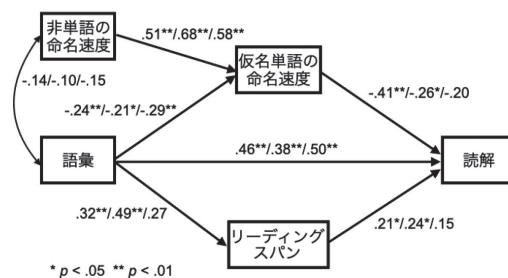 非単語の
命名速度
.51**/.68**/.58**
仮名単語の
命名速度
-.14/-.10/-.15
-.24**/-.21*/-.29**
-.41**/-.26*/-.20
語彙
.46**/.38**/.50**
読解
.32**/.49**/.27
リーディング
スパン
.21*/.24*/.15
* p < .05 ** p < .01